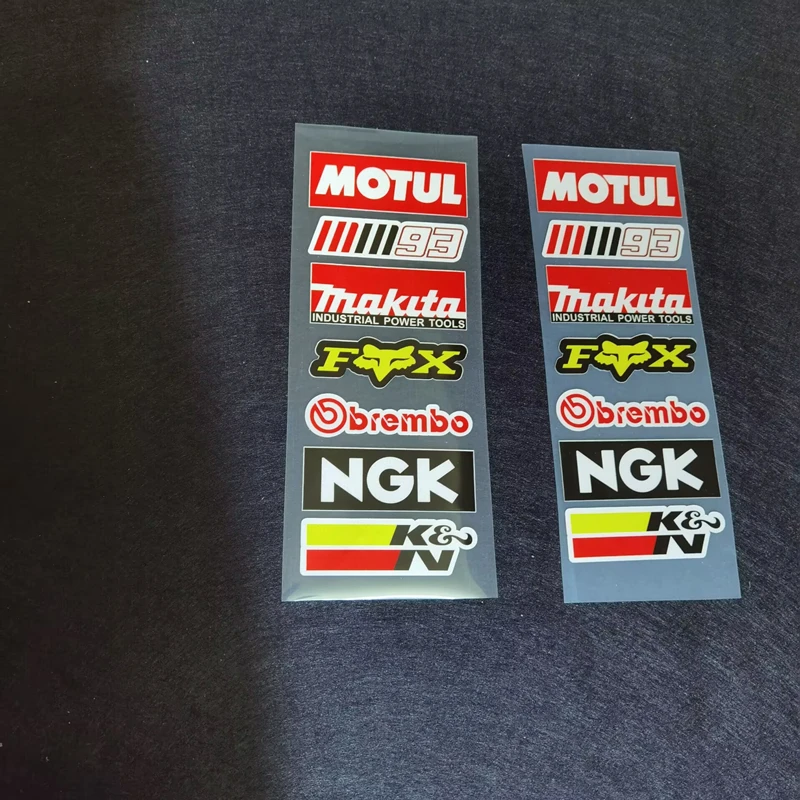 MOTUL
93
makita
INDUSTRIAL POWER TOOLS
FOX
brembo
NGK
K&N
MOTUL
93
makita
INDUSTRIAL POWER TOOLS
FOX
brembo
NGK
K&N